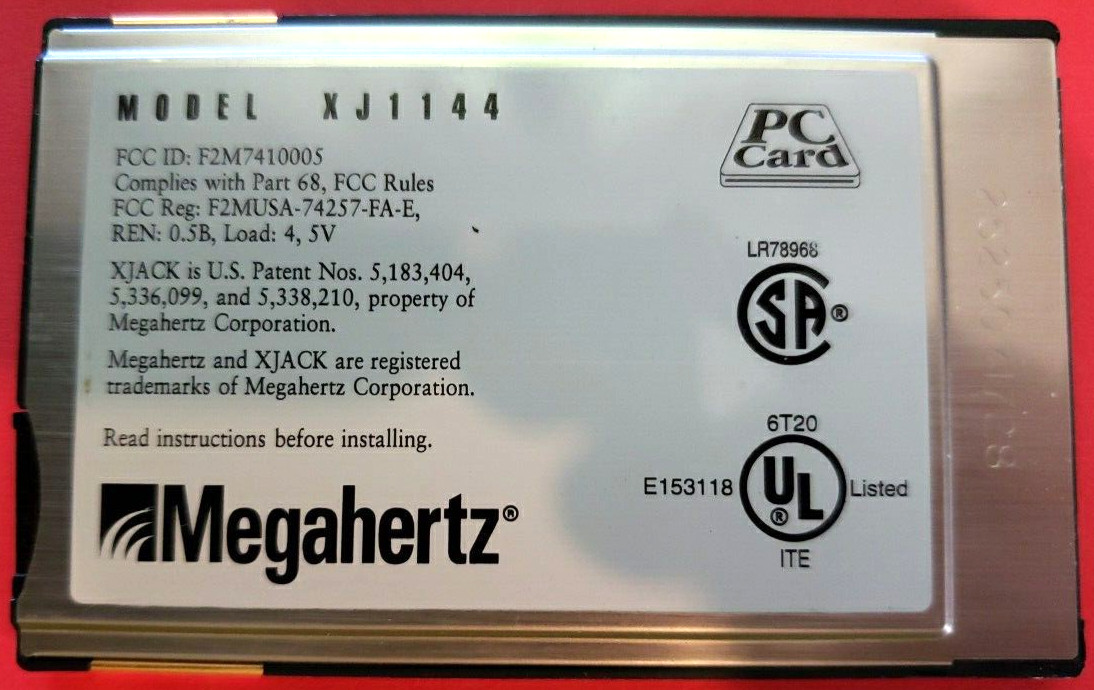 MODEL XJ1144
FCC ID: F2M7410005
Complies with Part 68, FCC Rules
FCC Reg: F2MUSA-74257-FA-E,
REN: 0.5B, Load: 4, 5V
XJACK is U.S. Patent Nos. 5,183,404,
5,336,099, and 5,338,210, property of
Megahertz Corporation.
Megahertz and XJACK are registered
trademarks of Megahertz Corporation.
Read instructions before installing.
Megahertz®
PC
Card
LR78968
SA®
6T20
E153118 UL® Listed
ITE